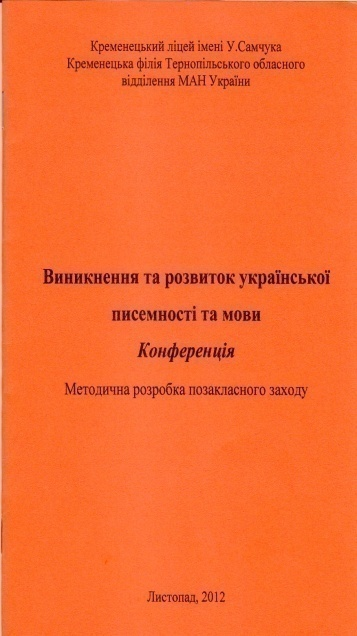 Кременецький ліцей імені У.Самчука
Кременецька філія Тернопільського обласного
відділення МАН України
Виникнення та розвиток української
писемності та мови
Конференція
Методична розробка позакласного заходу
Листопад, 2012